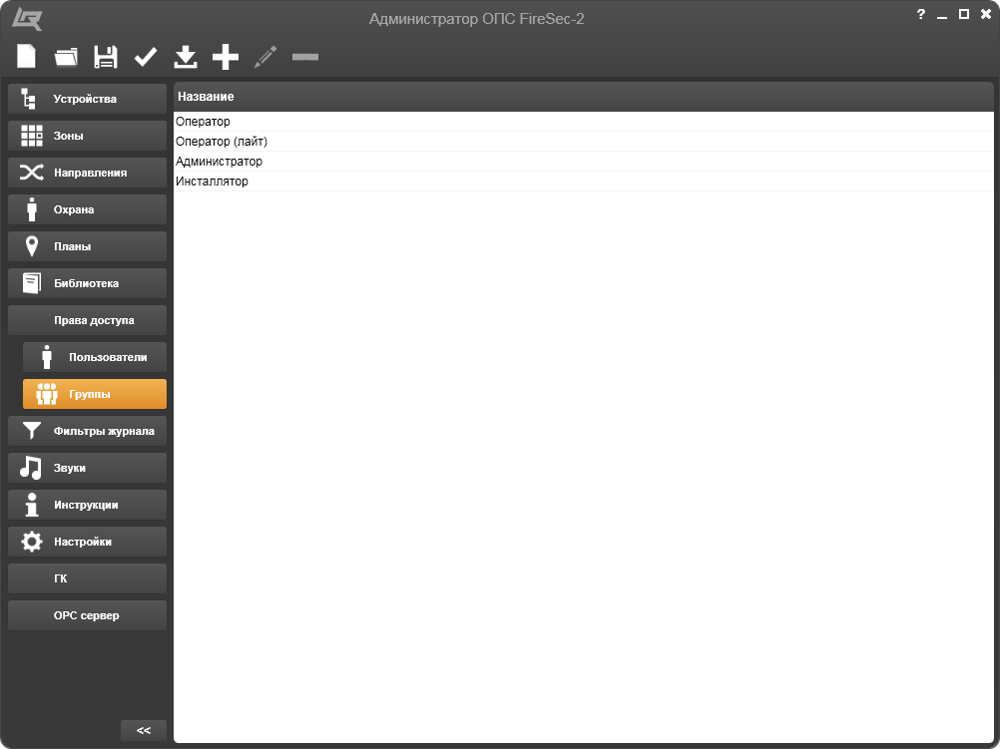 Администратор ОПС FireSec-2
?
Устройства
Зоны
Направления
Охрана
Планы
Библиотека
Права доступа
Пользователи
Группы
Фильтры журнала
Звуки
Инструкции
Настройки
ГК
ОРС сервер
<<
Название
Оператор
Оператор (лайт)
Администратор
Инсталлятор